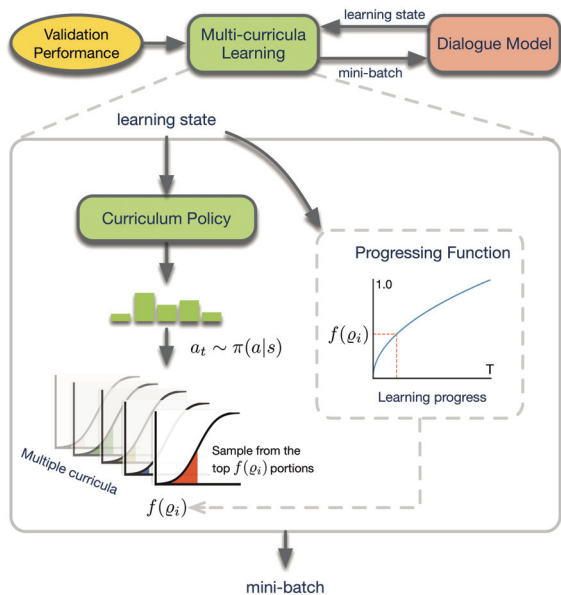 Validation
Performance
Multi-curricula
Learning
learning state
mini-batch
Dialogue Model
learning state
Curriculum Policy
Progressing Function
1.0
f(ϱᵢ)
T
Learning progress
aₜ ∼ π(a|s)
Multiple curricula
Sample from the
top f(ϱᵢ) portions
f(ϱᵢ)
mini-batch